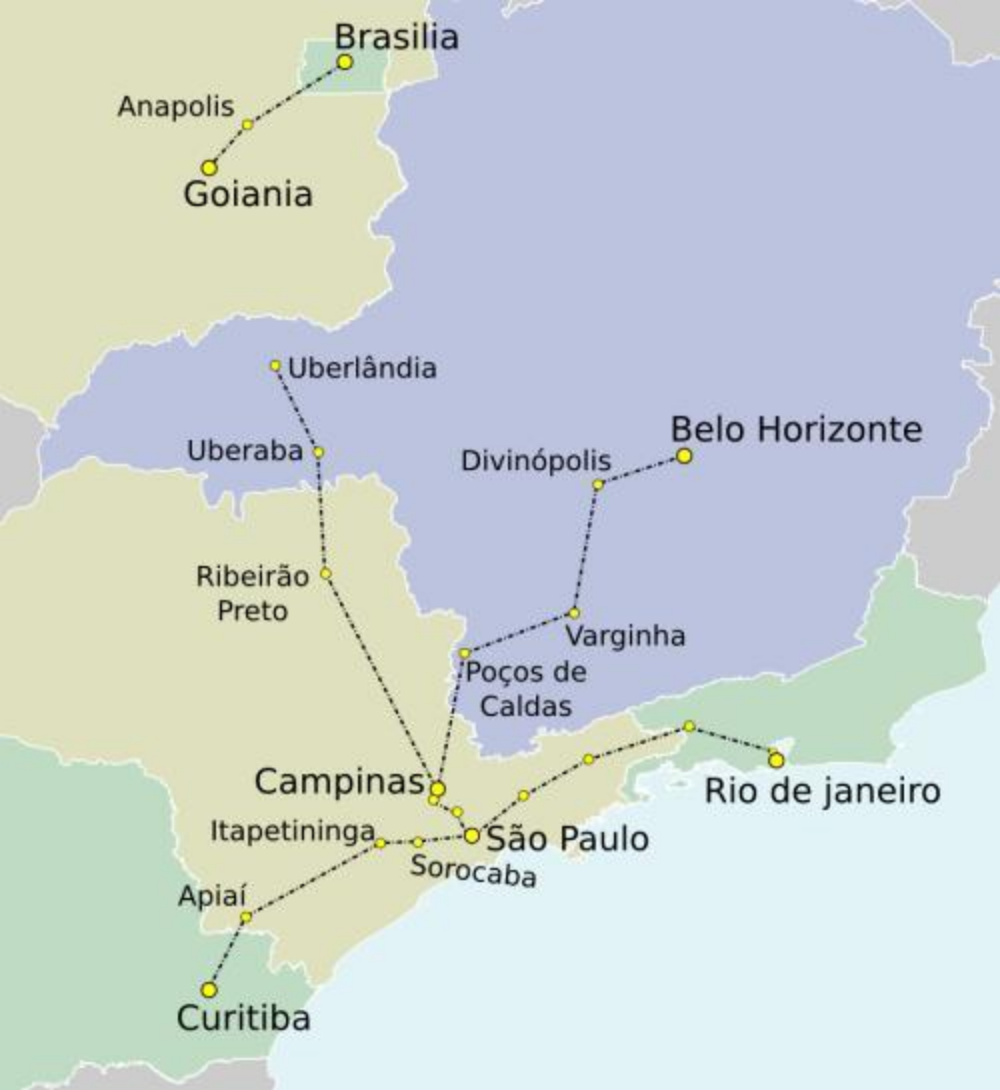 Brasilia
Anapolis
Goiania
Uberlândia
Belo Horizonte
Uberaba
Divinópolis
Ribeirão
Preto
Varginha
Poços de
Caldas
Campinas
Rio de janeiro
Itapetininga
São Paulo
Sorocaba
Apiaí
Curitiba